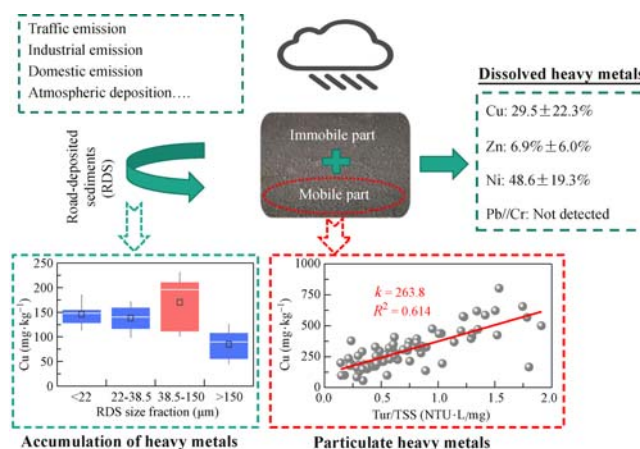 Traffic emission
Industrial emission
Domestic emission
Atmospheric deposition….
Dissolved heavy metals
Cu: 29.5±22.3%
Zn: 6.9%±6.0%
Ni: 48.6±19.3%
Pb//Cr: Not detected
Road-deposited
sediments
(RDS)
Immobile part
Mobile part
Cu (mg·kg⁻¹)
250
200
150
100
50
0
<22
22-38.5
38.5-150
>150
RDS size fraction (μm)
Accumulation of heavy metals
Cu (mg·kg⁻¹)
1000
750
500
250
0
k = 263.8
R² = 0.614
0.0
0.5
1.0
1.5
2.0
Tur/TSS (NTU·L/mg)
Particulate heavy metals